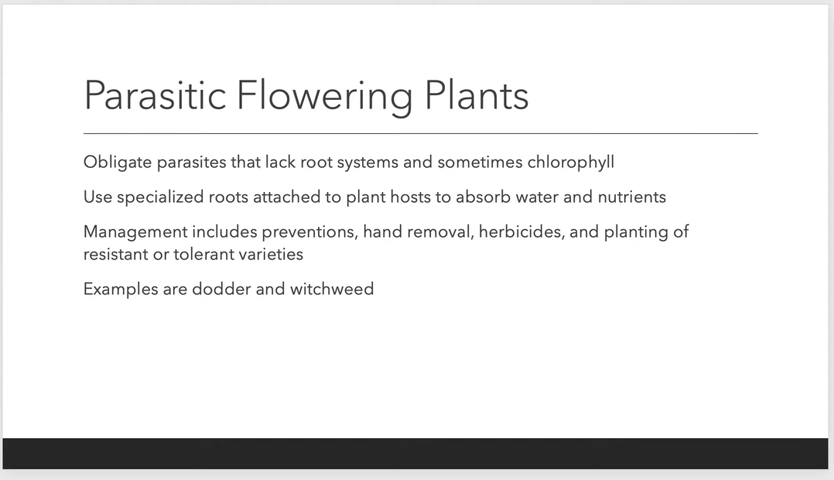 Parasitic Flowering Plants
Obligate parasites that lack root systems and sometimes chlorophyll
Use specialized roots attached to plant hosts to absorb water and nutrients
Management includes preventions, hand removal, herbicides, and planting of
resistant or tolerant varieties
Examples are dodder and witchweed